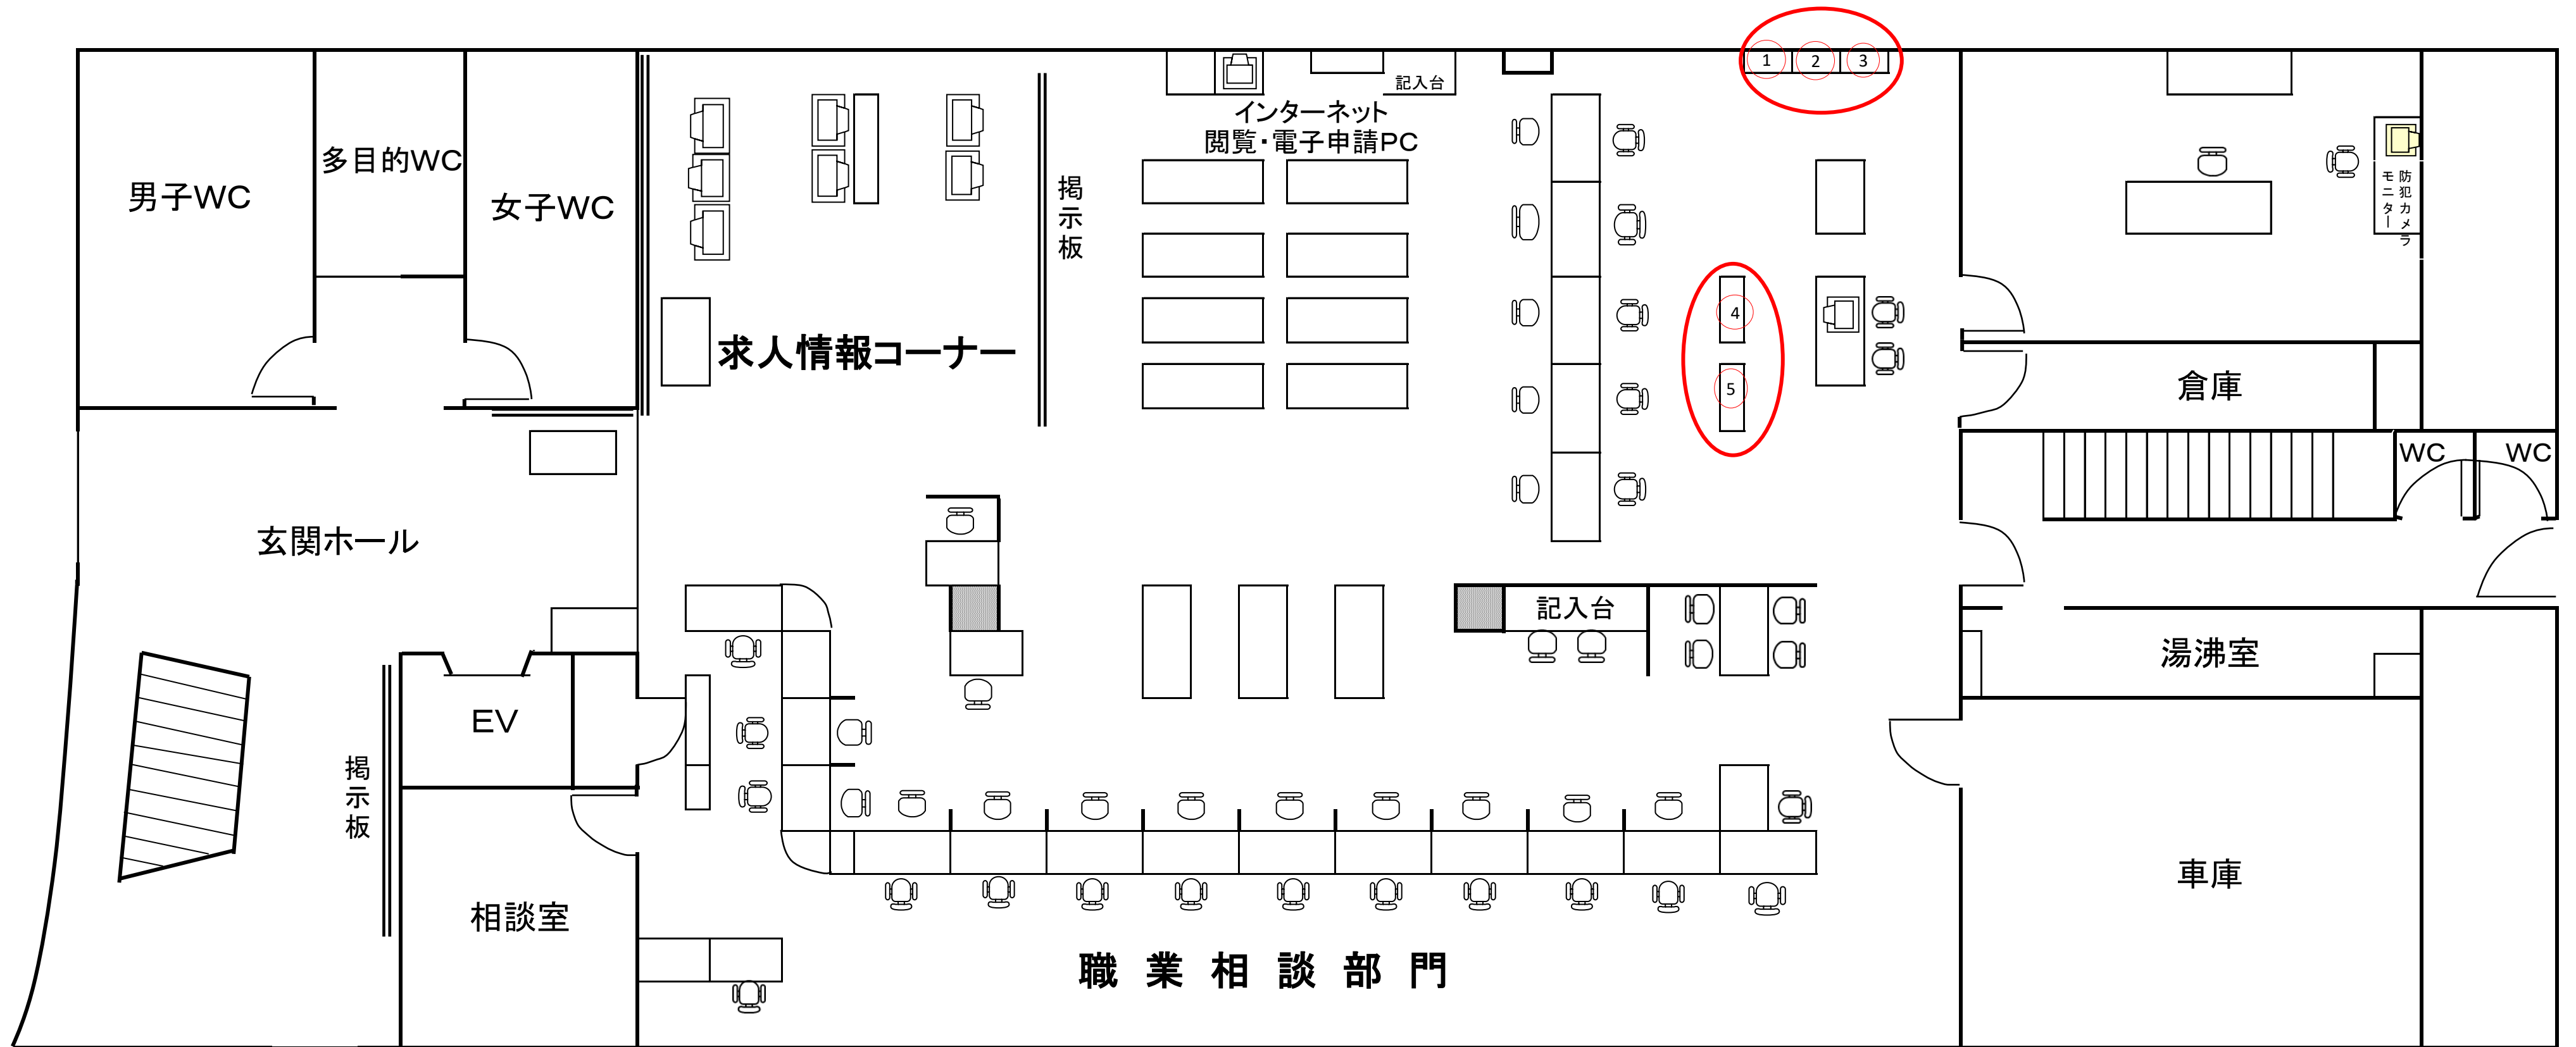 1
2
3
記入台
インターネット
閲覧・電子申請PC
男子WC
多目的WC
女子WC
掲示板
防犯カメラ
モニター
4
5
求人情報コーナー
倉庫
WC
WC
玄関ホール
記入台
湯沸室
EV
掲示板
車庫
相談室
職業相談部門